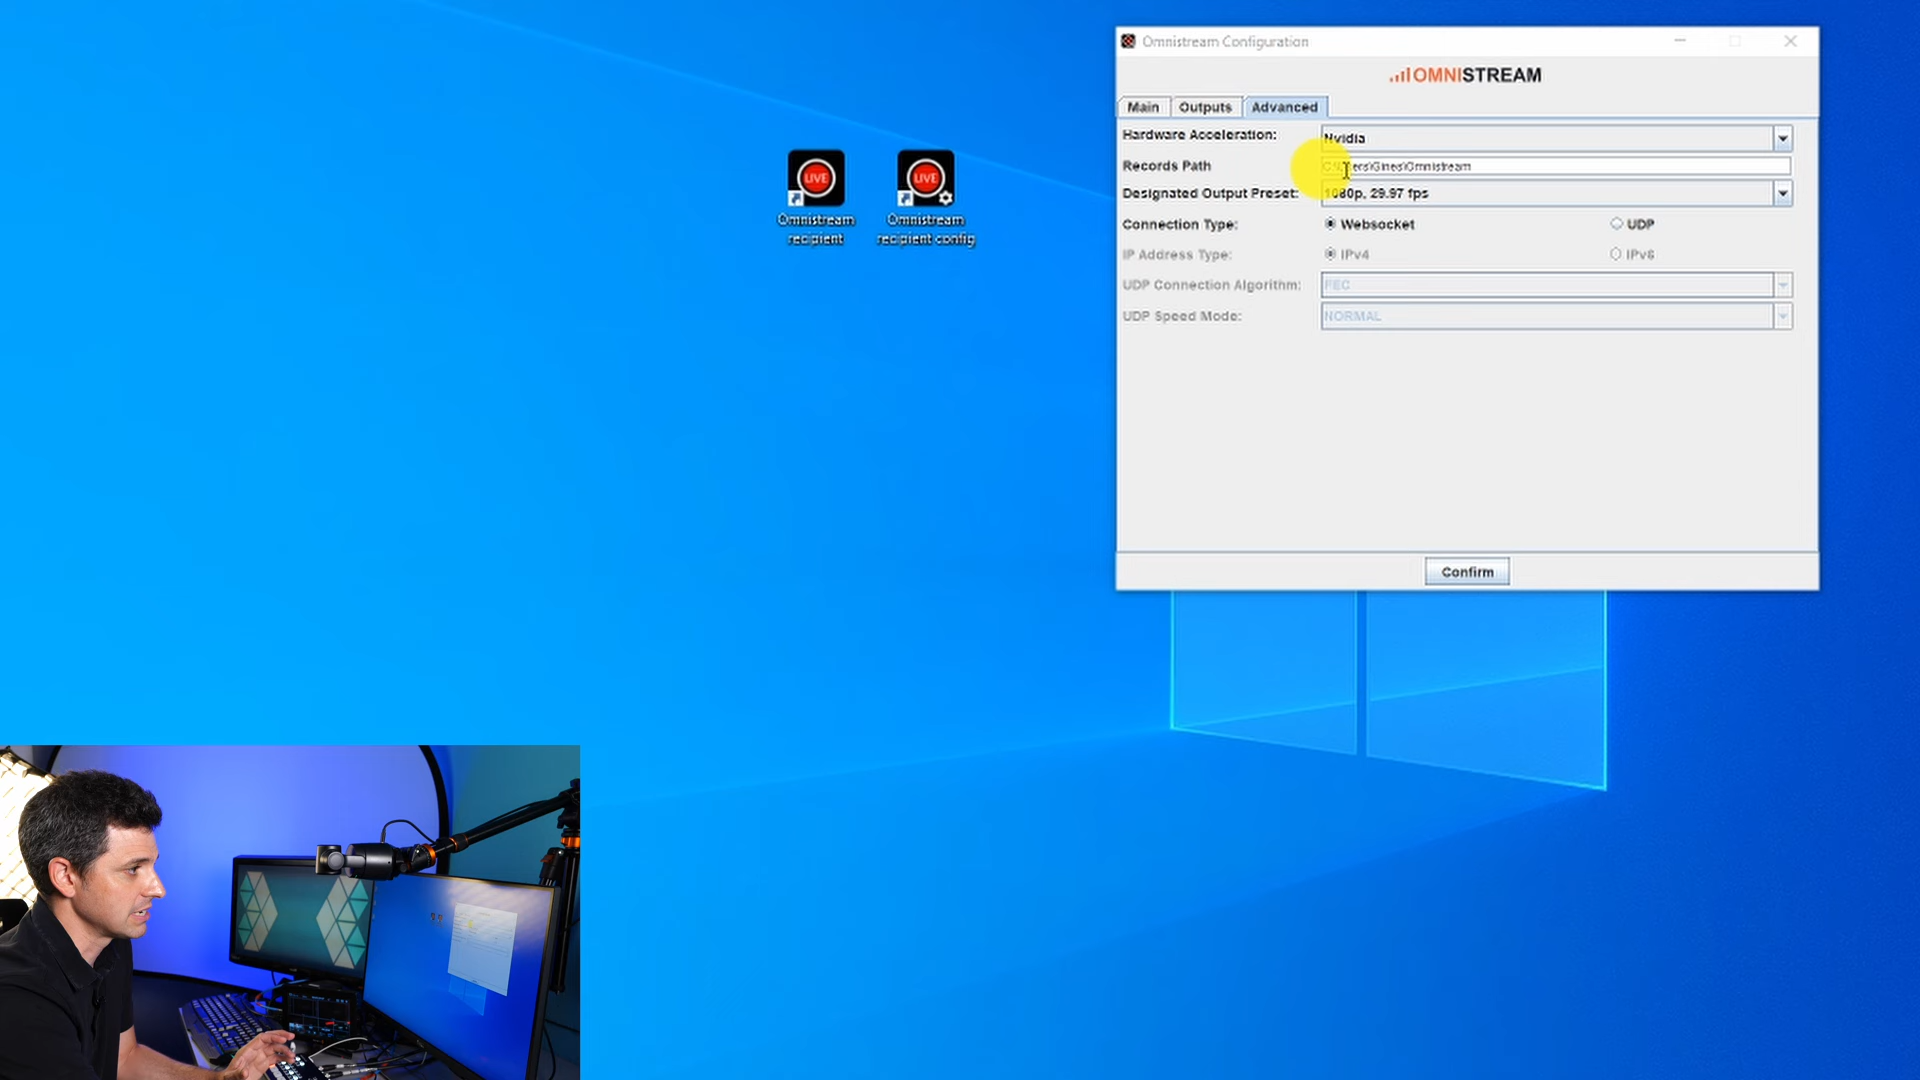 Omnistream Configuration
OMNISTREAM
Main Outputs Advanced
Hardware Acceleration: Nvidia
Records Path C:\Users\Gines\Omnistream
Designated Output Preset: 1080p, 29.97 fps
Connection Type: Websocket UDP
IP Address Type: IPv4 IPv6
UDP Connection Algorithm: FEC
UDP Speed Mode: NORMAL
Confirm
LIVE
Omnistream
recipient
LIVE
Omnistream
recipient config